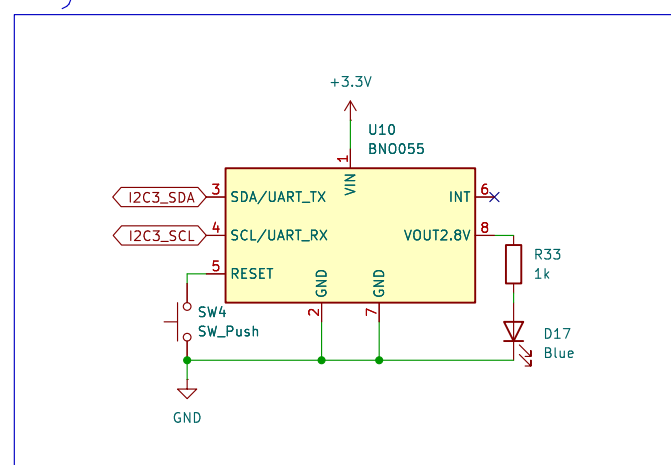 +3.3V
U10
BNO055
1
VIN
I2C3_SDA
3
SDA/UART_TX
INT
6
I2C3_SCL
4
SCL/UART_RX
VOUT2.8V
8
5
RESET
GND
GND
2
7
R33
1k
SW4
SW_Push
D17
Blue
GND